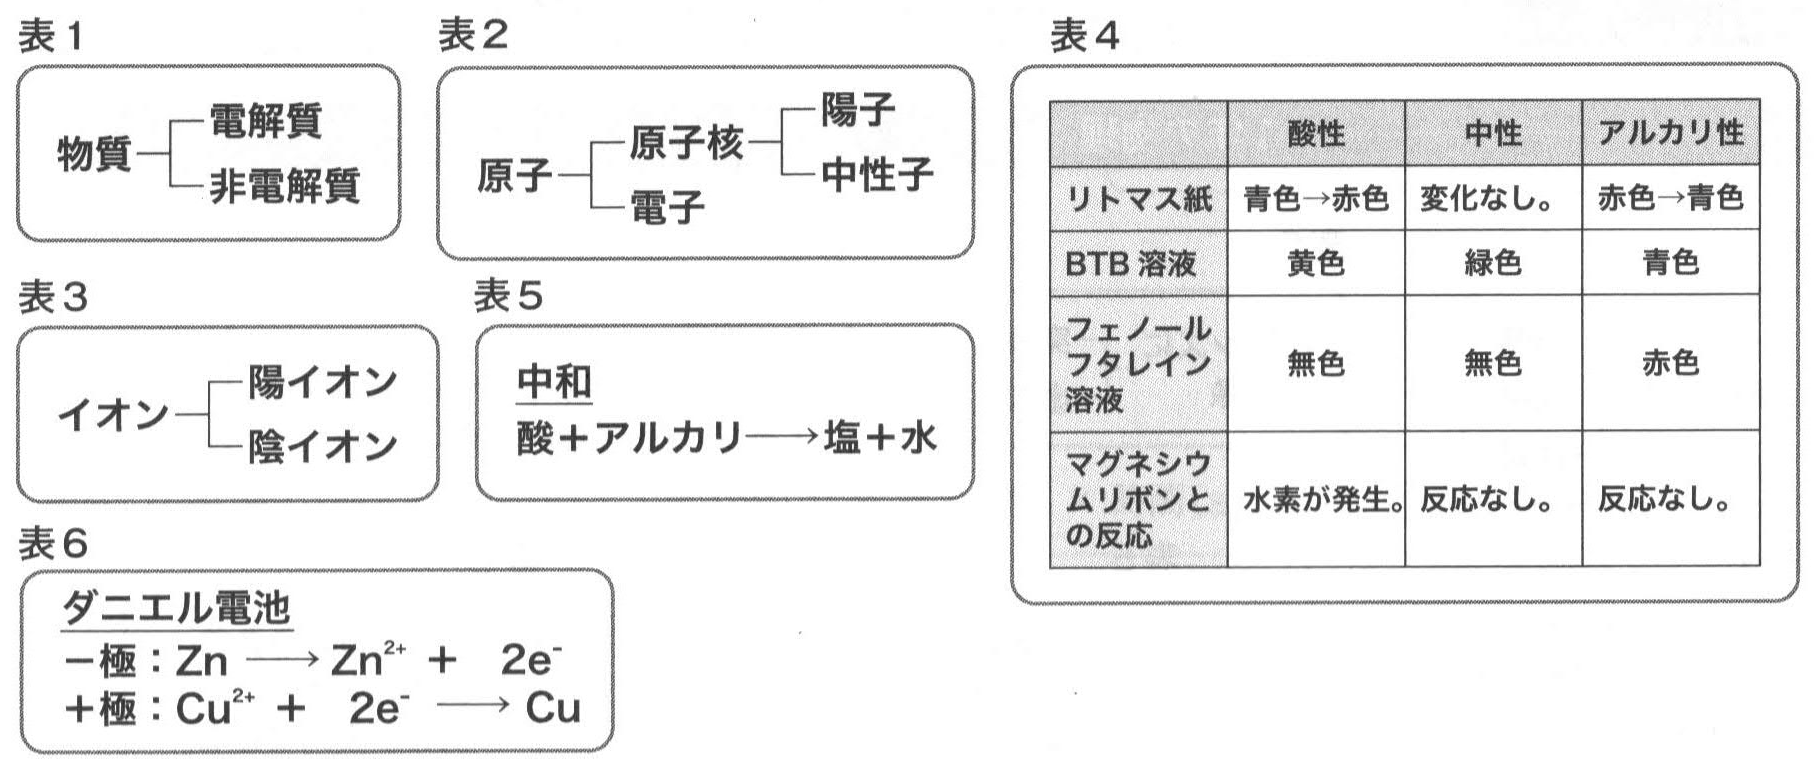 表1
物質
電解質
非電解質
表2
原子
原子核
電子
陽子
中性子
表3
イオン
陽イオン
陰イオン
表5
中和
酸＋アルカリ⟶塩＋水
表6
ダニエル電池
－極：Zn ⟶ Zn²⁺ ＋ 2e⁻
＋極：Cu²⁺ ＋ 2e⁻ ⟶ Cu
表4
酸性 中性 アルカリ性
リトマス紙 青色→赤色 変化なし。 赤色→青色
BTB 溶液 黄色 緑色 青色
フェノール
フタレイン
溶液
無色 無色 赤色
マグネシウ
ムリボンと
の反応
水素が発生。 反応なし。 反応なし。